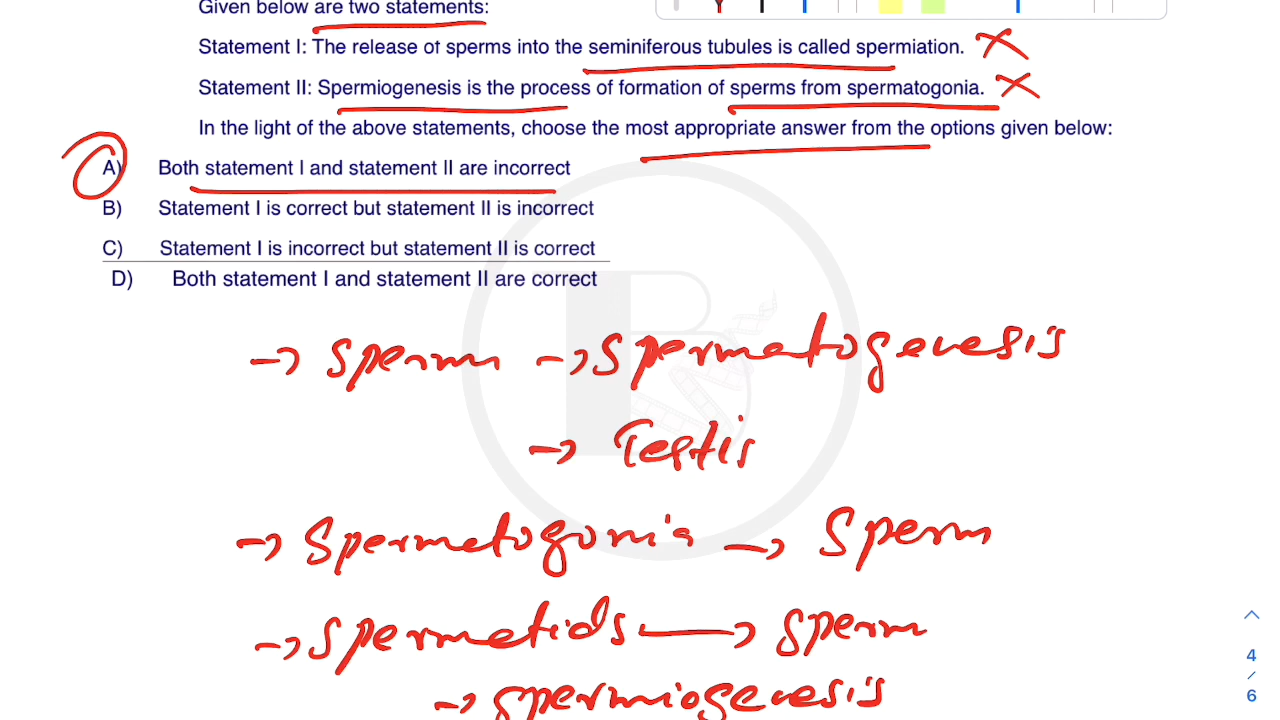 Given below are two statements:
Statement I: The release of sperms into the seminiferous tubules is called spermiation.
Statement II: Spermiogenesis is the process of formation of sperms from spermatogonia.
In the light of the above statements, choose the most appropriate answer from the options given below:
A) Both statement I and statement II are incorrect
B) Statement I is correct but statement II is incorrect
C) Statement I is incorrect but statement II is correct
D) Both statement I and statement II are correct
→ Sperm → Spermatogenesis
→ Testis
→ Spermetogonia → Sperm
→ Spermetids → Sperm
→ Spermiogenesis
4
/
6